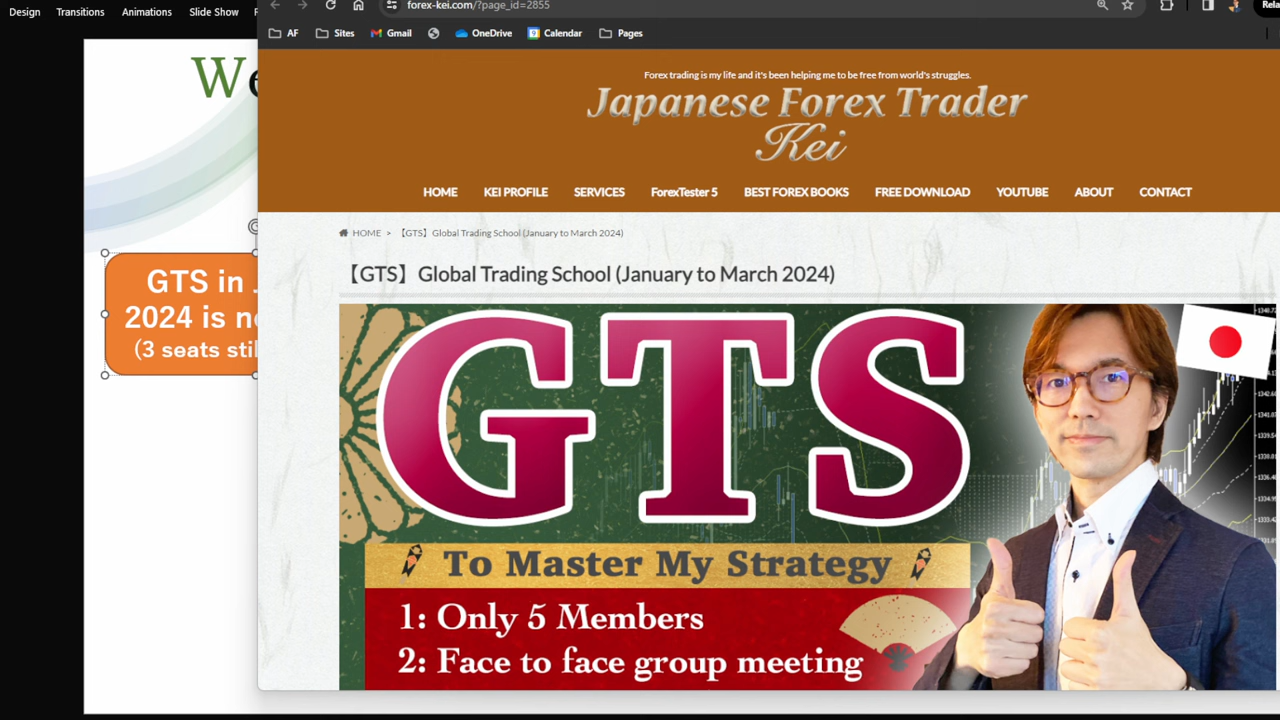 Design Transitions Animations Slide Show
Rela
forex-kei.com/?page_id=2855
AF Sites Gmail OneDrive Calendar Pages
We
GTS in
2024 is
(3 seats
Forex trading is my life and it's been helping me to be free from world's struggles.
Japanese Forex Trader
Kei
HOME KEI PROFILE SERVICES ForexTester 5 BEST FOREX BOOKS FREE DOWNLOAD YOUTUBE ABOUT CONTACT
HOME > 【GTS】Global Trading School (January to March 2024)
【GTS】Global Trading School (January to March 2024)
GTS
To Master My Strategy
1: Only 5 Members
2: Face to face group meeting